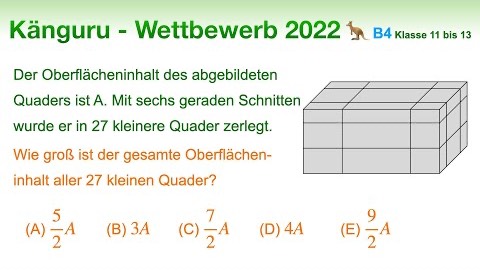 Känguru - Wettbewerb 2022 🦘 B4 Klasse 11 bis 13
Der Oberflächeninhalt des abgebildeten
Quaders ist A. Mit sechs geraden Schnitten
wurde er in 27 kleinere Quader zerlegt.
Wie groß ist der gesamte Oberflächen-
inhalt aller 27 kleinen Quader?
(A) 5/2 A (B) 3A (C) 7/2 A (D) 4A (E) 9/2 A